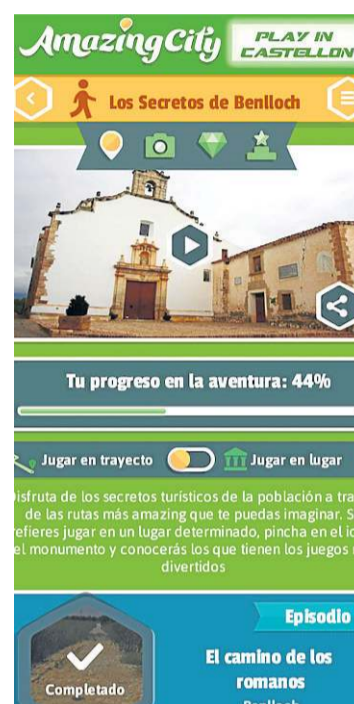 AmazingCity
PLAY IN
CASTELLON
Los Secretos de Benlloch
Tu progreso en la aventura: 44%
Jugar en trayecto
Jugar en lugar
isfruta de los secretos turísticos de la población a tra
de las rutas más amazing que te puedas imaginar. S
refieres jugar en un lugar determinado, pincha en el ic
el monumento y conocerás los que tienen los juegos
divertidos
Episodio
El camino de los
romanos
Benlloch
Completado